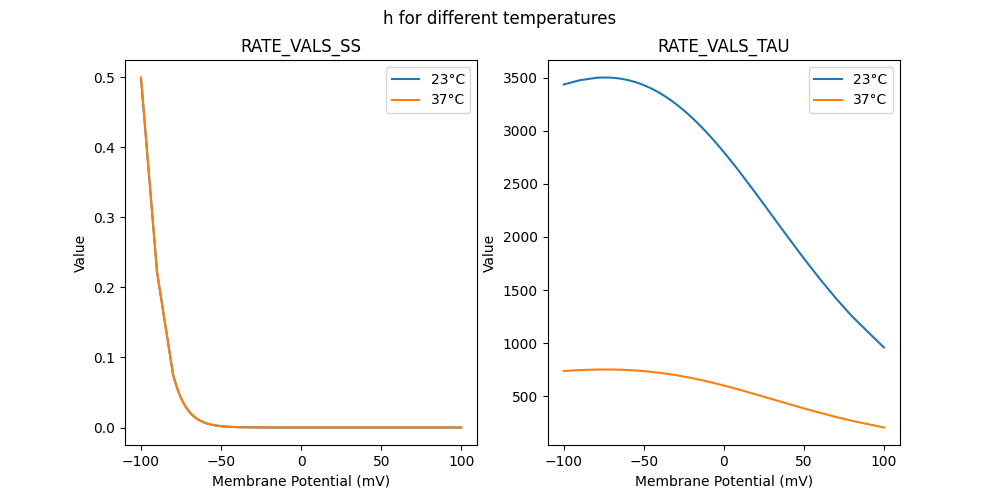 h for different temperatures
RATE_VALS_SS
23°C
37°C
0.5
0.4
0.3
0.2
0.1
0.0
Value
−100
−50
0
50
100
Membrane Potential (mV)
RATE_VALS_TAU
23°C
37°C
3500
3000
2500
2000
1500
1000
500
Value
−100
−50
0
50
100
Membrane Potential (mV)